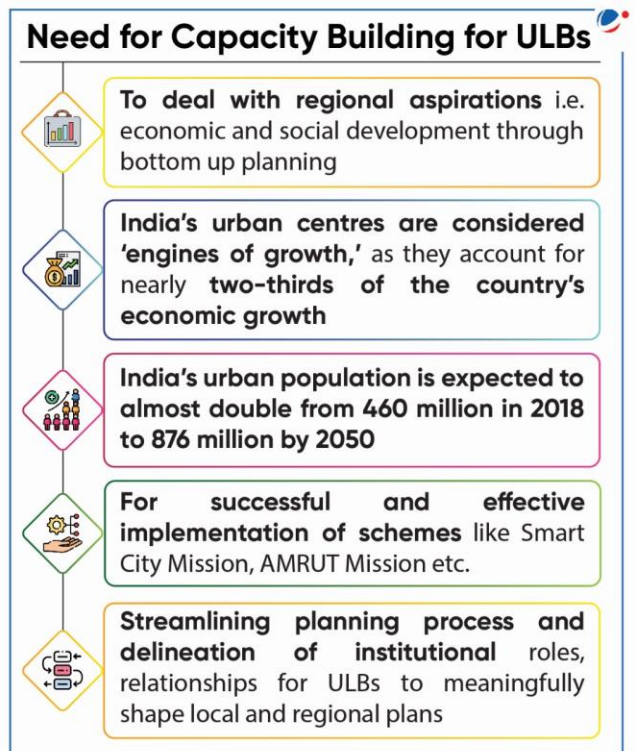 Need for Capacity Building for ULBs
To deal with regional aspirations i.e.
economic and social development through
bottom up planning
India's urban centres are considered
'engines of growth,' as they account for
nearly two-thirds of the country's
economic growth
India's urban population is expected to
almost double from 460 million in 2018
to 876 million by 2050
For successful and effective
implementation of schemes like Smart
City Mission, AMRUT Mission etc.
Streamlining planning process and
delineation of institutional roles,
relationships for ULBs to meaningfully
shape local and regional plans